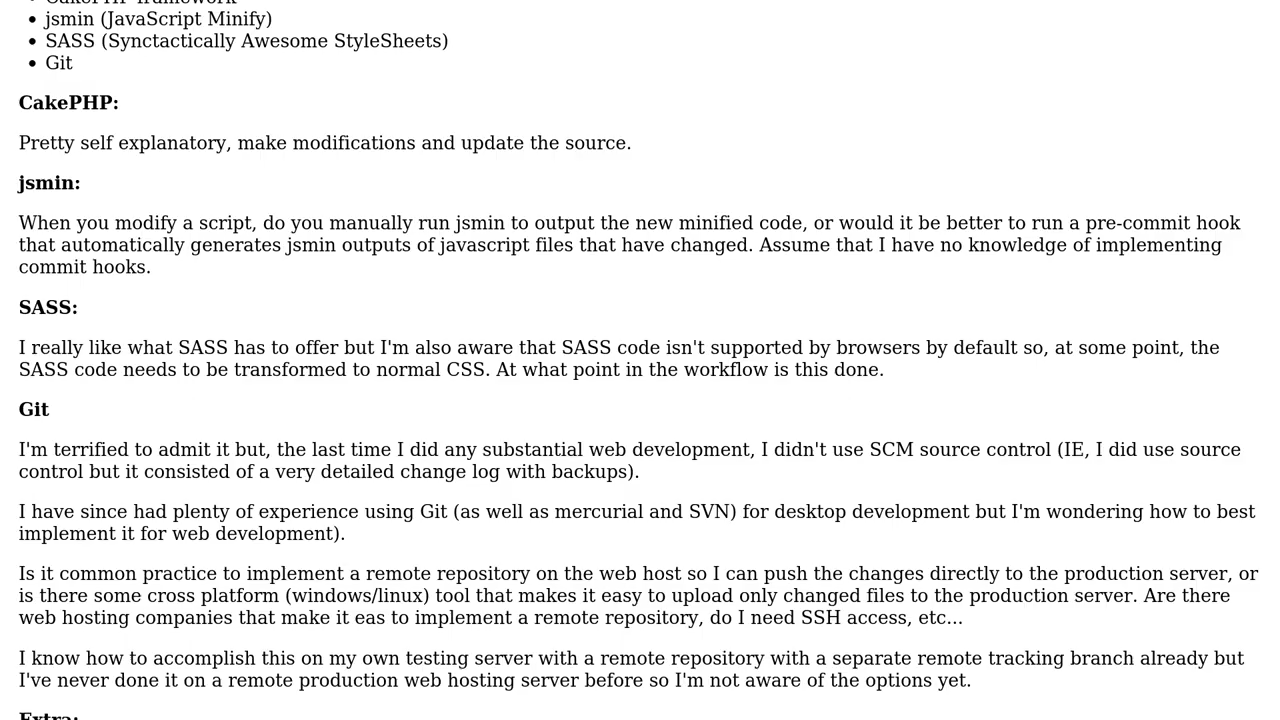 CakePHP framework
• jsmin (JavaScript Minify)
• SASS (Synctactically Awesome StyleSheets)
• Git
CakePHP:
Pretty self explanatory, make modifications and update the source.
jsmin:
When you modify a script, do you manually run jsmin to output the new minified code, or would it be better to run a pre-commit hook
that automatically generates jsmin outputs of javascript files that have changed. Assume that I have no knowledge of implementing
commit hooks.
SASS:
I really like what SASS has to offer but I'm also aware that SASS code isn't supported by browsers by default so, at some point, the
SASS code needs to be transformed to normal CSS. At what point in the workflow is this done.
Git
I'm terrified to admit it but, the last time I did any substantial web development, I didn't use SCM source control (IE, I did use source
control but it consisted of a very detailed change log with backups).
I have since had plenty of experience using Git (as well as mercurial and SVN) for desktop development but I'm wondering how to best
implement it for web development).
Is it common practice to implement a remote repository on the web host so I can push the changes directly to the production server, or
is there some cross platform (windows/linux) tool that makes it easy to upload only changed files to the production server. Are there
web hosting companies that make it eas to implement a remote repository, do I need SSH access, etc...
I know how to accomplish this on my own testing server with a remote repository with a separate remote tracking branch already but
I've never done it on a remote production web hosting server before so I'm not aware of the options yet.
Extra: